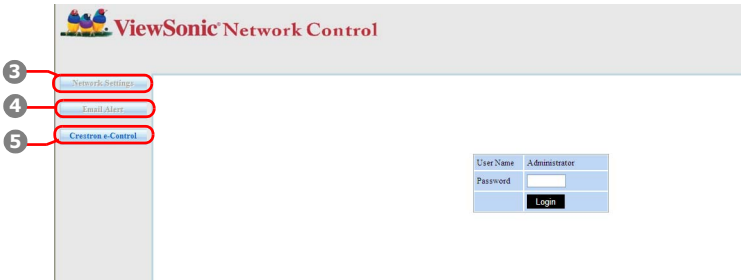 ViewSonic® Network Control
3
Network Settings
4
Email Alert
5
Crestron e-Control
User Name Administrator
Password
Login